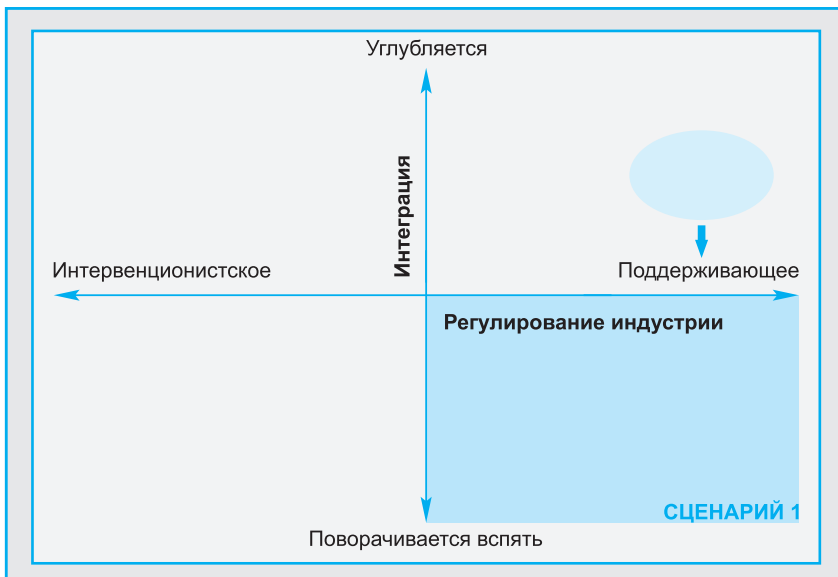 Углубляется
Интеграция
Интервенционистское
Поддерживающее
Регулирование индустрии
СЦЕНАРИЙ 1
Поворачивается вспять